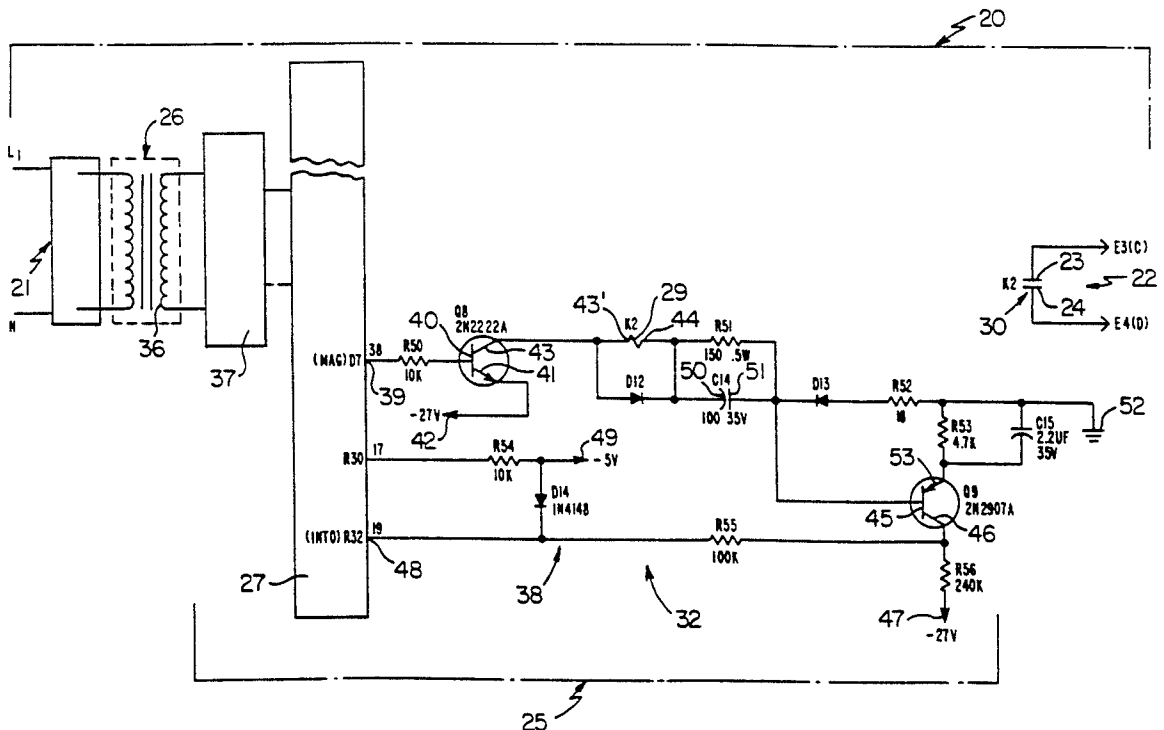 20
26
L1
21
N
36
37
27
(MAG) D7
38
39
R50
10K
40
Q8
2N2222A
43
41
-27V
42
43'
29
K2
44
R51
150 .5W
D12
50
C14
51
100 35V
D13
R52
R53
4.7K
C15
2.2UF
35V
52
53
Q9
2N2907A
45
46
R30
17
R54
10K
49
-5V
D14
1N4148
(INTO) R32
19
48
38
32
R55
100K
R56
240K
47
-27V
K2
23
24
30
22
E3(C)
E4(D)
25